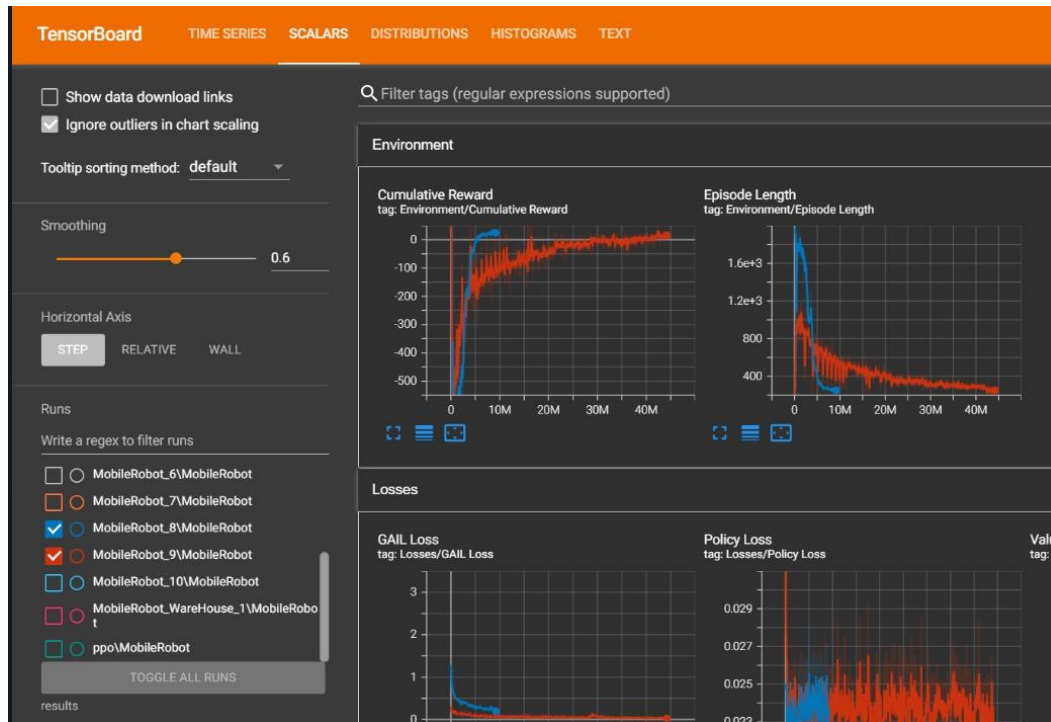 TensorBoard TIME SERIES SCALARS DISTRIBUTIONS HISTOGRAMS TEXT
Show data download links
Ignore outliers in chart scaling
Tooltip sorting method: default
Smoothing
0.6
Horizontal Axis
STEP RELATIVE WALL
Runs
Write a regex to filter runs
MobileRobot_6\MobileRobot
MobileRobot_7\MobileRobot
MobileRobot_8\MobileRobot
MobileRobot_9\MobileRobot
MobileRobot_10\MobileRobot
MobileRobot_WareHouse_1\MobileRobo
t
ppo\MobileRobot
TOGGLE ALL RUNS
results
Filter tags (regular expressions supported)
Environment
Cumulative Reward
tag: Environment/Cumulative Reward
0
-100
-200
-300
-400
-500
0 10M 20M 30M 40M
Episode Length
tag: Environment/Episode Length
1.6e+3
1.2e+3
800
400
0 10M 20M 30M 40M
Losses
GAIL Loss
tag: Losses/GAIL Loss
3
2
1
0
Policy Loss
tag: Losses/Policy Loss
0.029
0.027
0.025
0.023
Valu
tag: